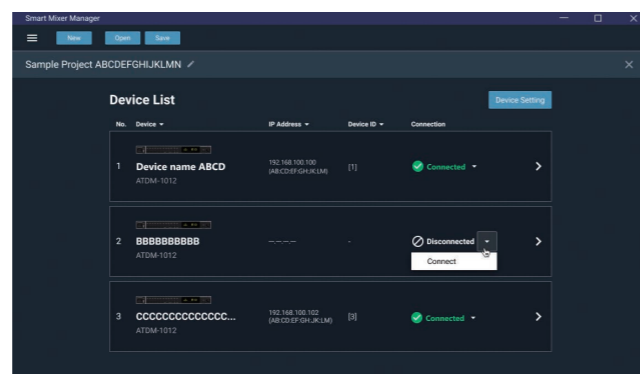 Smart Mixer Manager
New Open Save
Sample Project ABCDEFGHIJKLMN
Device List
Device Setting
No. Device IP Address Device ID Connection
1 Device name ABCD
ATDM-1012
192.168.100.100
(AB:CD:EF:GH:JK:LM)
[1]
Connected
2 BBBBBBBBBB
ATDM-1012
---.---.---.---
-
Disconnected
Connect
3 CCCCCCCCCCCCCC...
ATDM-1012
192.168.100.102
(AB:CD:EF:GH:JK:LM)
[3]
Connected